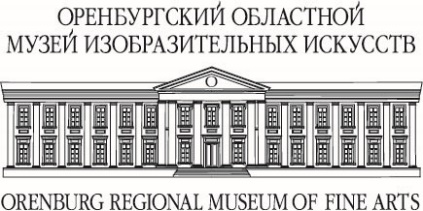 ОРЕНБУРГСКИЙ ОБЛАСТНОЙ
МУЗЕЙ ИЗОБРАЗИТЕЛЬНЫХ ИСКУССТВ
ORENBURG REGIONAL MUSEUM OF FINE ARTS